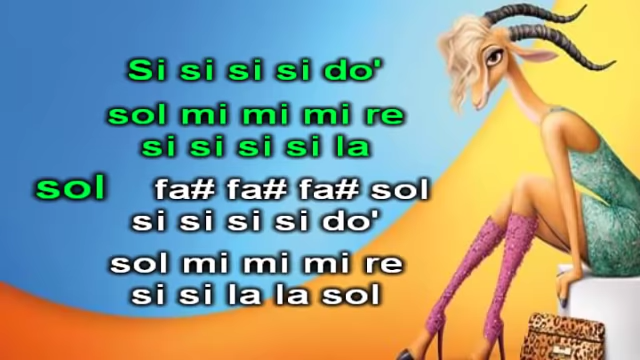 Si si si si do'
sol mi mi mi re
si si si si la
sol fa# fa# fa# sol
si si si si do'
sol mi mi mi re
si si la la sol